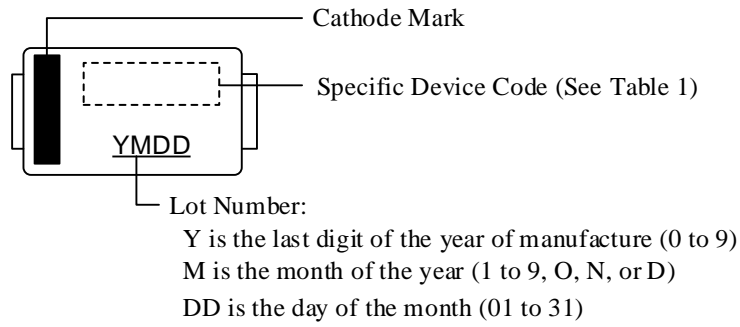 Cathode Mark
Specific Device Code (See Table 1)
YMDD
Lot Number:
Y is the last digit of the year of manufacture (0 to 9)
M is the month of the year (1 to 9, O, N, or D)
DD is the day of the month (01 to 31)